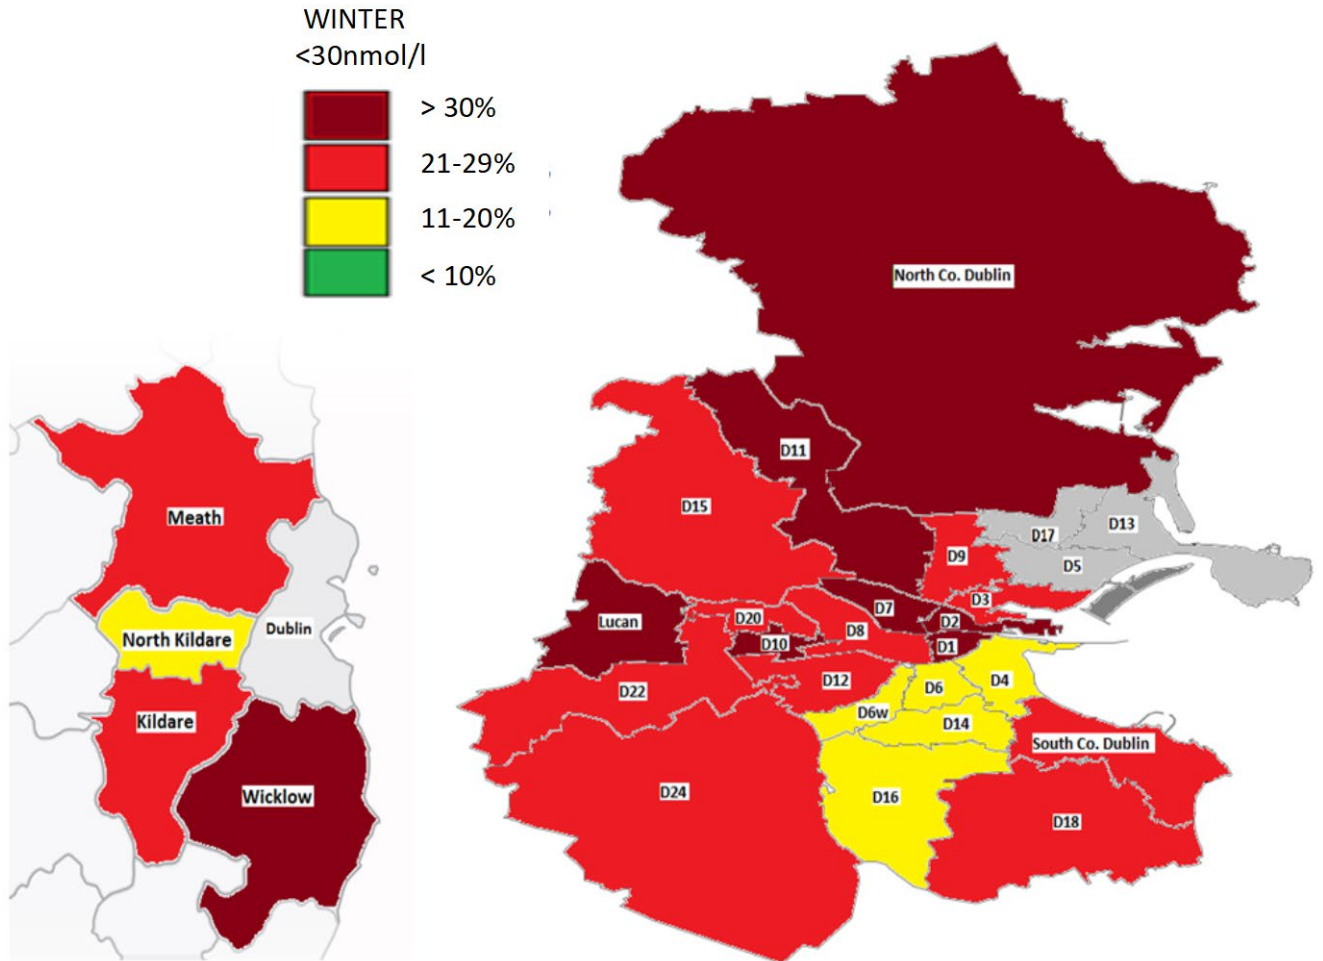 WINTER
<30nmol/l
> 30%
21-29%
11-20%
< 10%
North Co. Dublin
D11
D15
D17
D13
D9
D5
D3
D7
D2
D20
D8
D1
Lucan
D10
D22
D12
D6
D4
D6w
D14
South Co. Dublin
D24
D16
D18
Meath
North Kildare
Dublin
Kildare
Wicklow